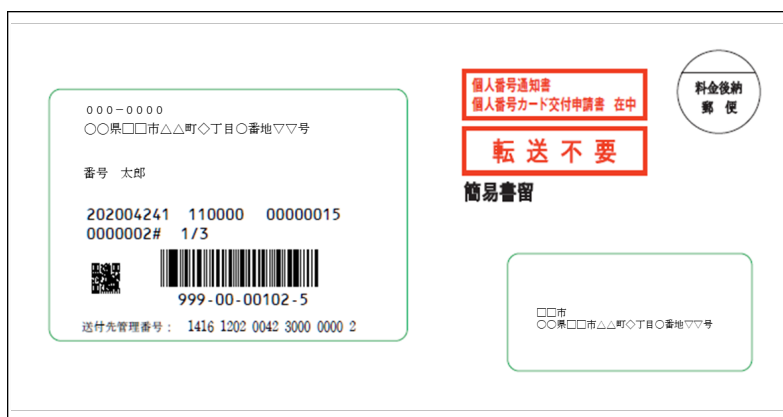 000-0000
○○県□□市△△町◇丁目○番地▽▽号
番号　太郎
202004241　110000　00000015
0000002#　1/3
999-00-00102-5
送付先管理番号：　1416 1202 0042 3000 0000 2
個人番号通知書
個人番号カード交付申請書　在中
転送不要
簡易書留
料金後納
郵　便
□□市
○○県□□市△△町◇丁目○番地▽▽号